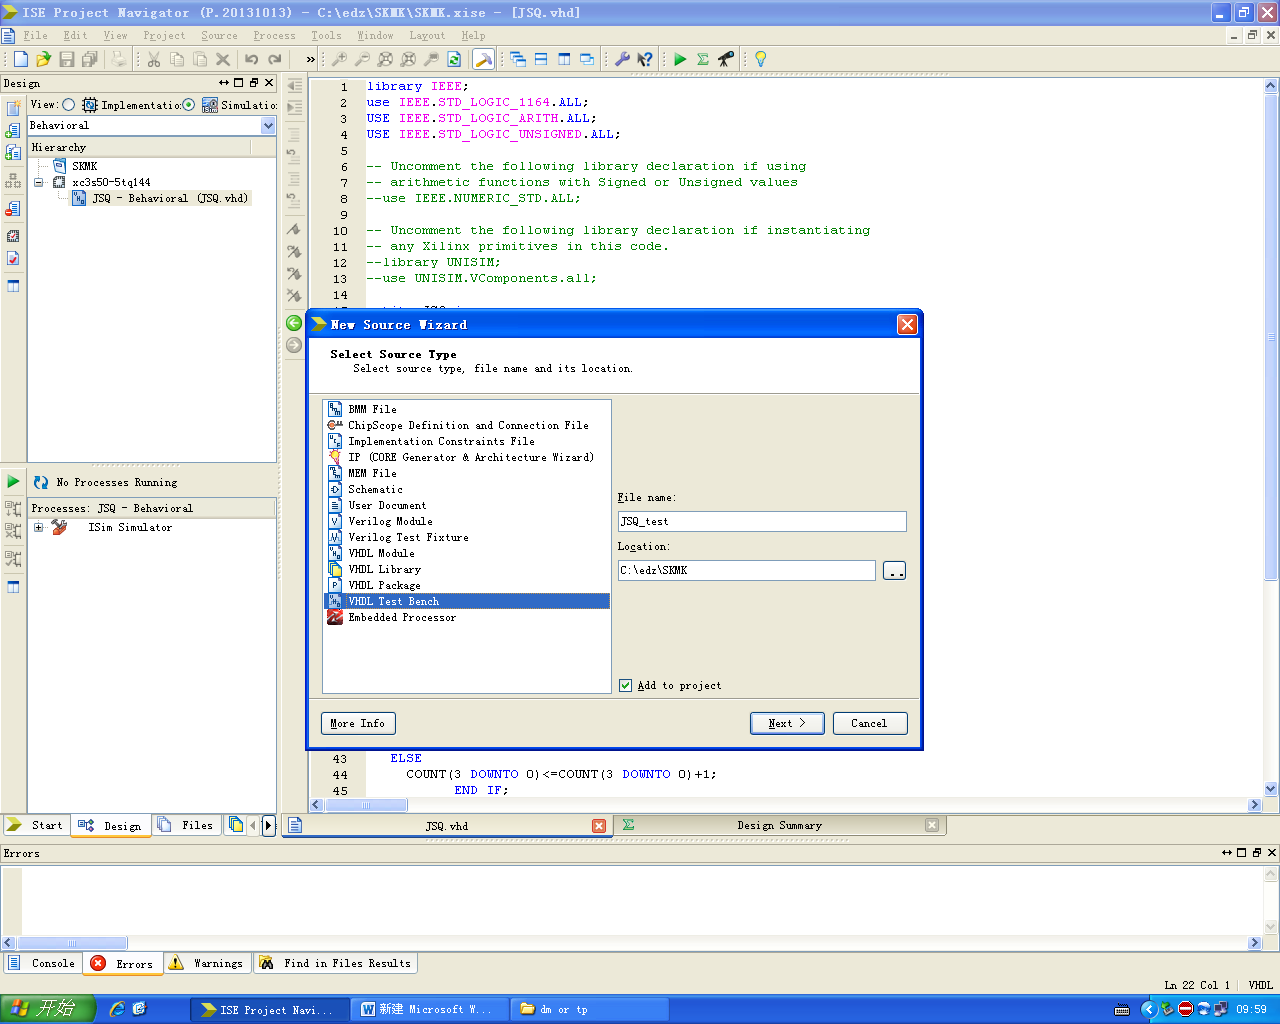 ISE Project Navigator (P.20131013) - C:\edz\SKMK\SKMK.xise - [JSQ.vhd]
File Edit View Project Source Process Tools Window Layout Help
Design
View: Implementatio: Simulatio:
Behavioral
Hierarchy
SKMK
xc3s50-5tq144
JSQ - Behavioral (JSQ.vhd)
No Processes Running
Processes: JSQ - Behavioral
ISim Simulator
Start Design Files
1 library IEEE;
2 use IEEE.STD_LOGIC_1164.ALL;
3 USE IEEE.STD_LOGIC_ARITH.ALL;
4 USE IEEE.STD_LOGIC_UNSIGNED.ALL;
5
6 -- Uncomment the following library declaration if using
7 -- arithmetic functions with Signed or Unsigned values
8 --use IEEE.NUMERIC_STD.ALL;
9
10 -- Uncomment the following library declaration if instantiating
11 -- any Xilinx primitives in this code.
12 --library UNISIM;
13 --use UNISIM.VComponents.all;
14
New Source Wizard
Select Source Type
Select source type, file name and its location.
BMM File
ChipScope Definition and Connection File
Implementation Constraints File
IP (CORE Generator & Architecture Wizard)
MEM File
Schematic
User Document
Verilog Module
Verilog Test Fixture
VHDL Module
VHDL Library
VHDL Package
VHDL Test Bench
Embedded Processor
File name:
JSQ_test
Location:
C:\edz\SKMK
..
Add to project
More Info Next > Cancel
43 ELSE
44 COUNT(3 DOWNTO 0)<=COUNT(3 DOWNTO 0)+1;
45 END IF;
JSQ.vhd Design Summary
Errors
Console Errors Warnings Find in Files Results
Ln 22 Col 1 VHDL
开始 ISE Project Navi... 新建 Microsoft W... dm or tp 09:59